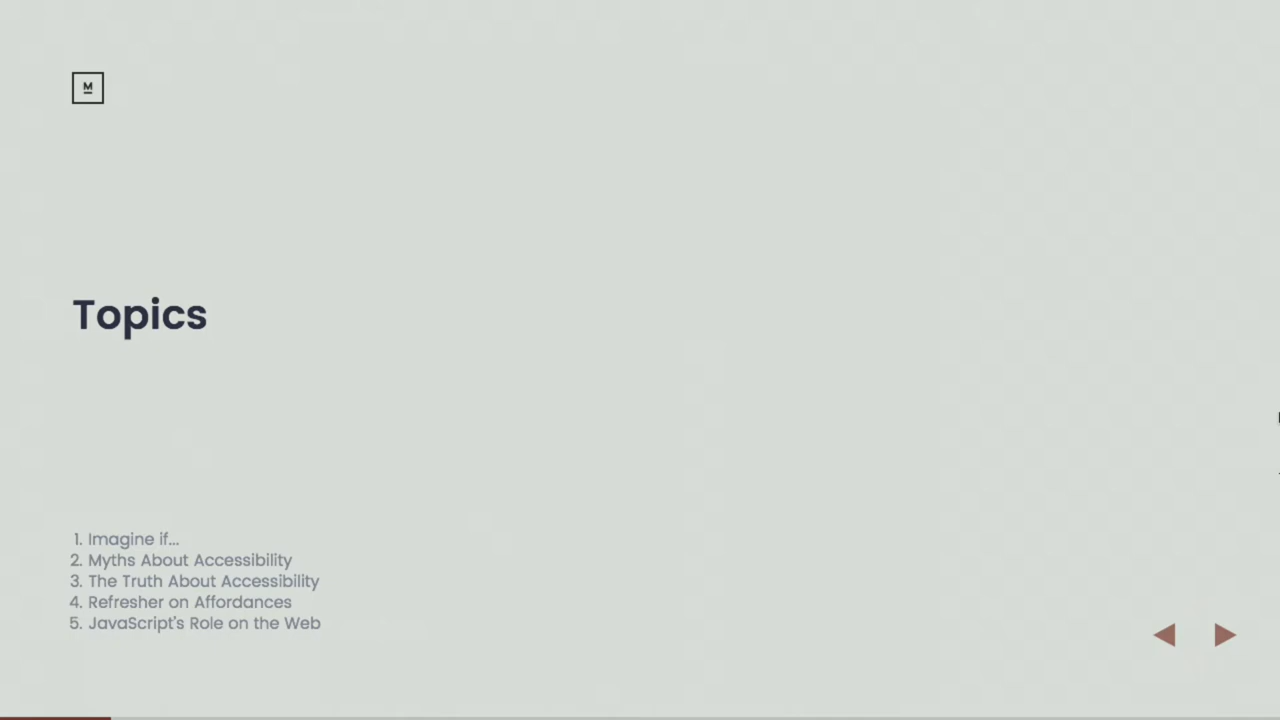 M
Topics
1. Imagine if...
2. Myths About Accessibility
3. The Truth About Accessibility
4. Refresher on Affordances
5. JavaScript's Role on the Web